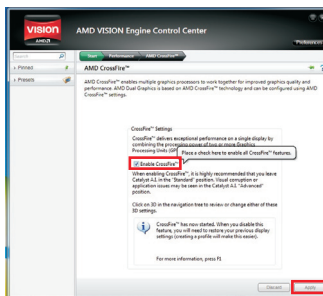 VISION
AMD
AMD VISION Engine Control Center
Preferences
Search
Start
Performance
AMD CrossFire™
Pinned
Presets
AMD CrossFire™
AMD CrossFire™ enables multiple graphics processors to work together for improved graphics quality and
performance. AMD Dual Graphics is based on AMD CrossFire™ technology and can be configured using AMD
CrossFire™ settings.
CrossFire™ Settings
CrossFire™ delivers exceptional performance on a single display by
combining the processing power of two or more Graphics
Processing Units (GP
Place a check here to enable all CrossFire™ features.
Enable CrossFire™
When enabling CrossFire™, it is highly recommended that you leave
Catalyst A.I. in the "Standard" position. Visual corruption or
application issues may be seen in the Catalyst A.I. "Advanced"
position.
Click on 3D in the navigation tree to review or change either of these
3D settings.
CrossFire™ has now started. When you disable this
feature, you will need to restore your previous display
settings (creating a profile will make this easier).
For more information, press F1
Discard
Apply